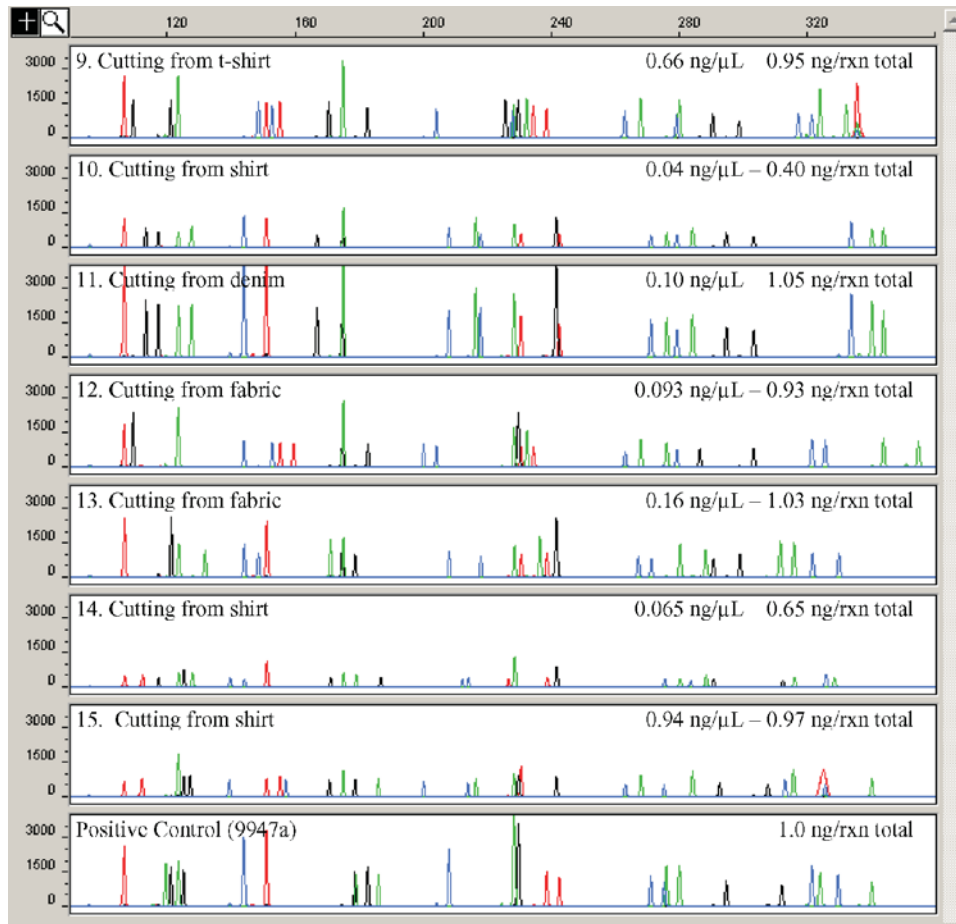 120 160 200 240 280 320
9. Cutting from t-shirt 0.66 ng/µL 0.95 ng/rxn total
3000
1500
0
10. Cutting from shirt 0.04 ng/µL – 0.40 ng/rxn total
3000
1500
0
11. Cutting from denim 0.10 ng/µL 1.05 ng/rxn total
3000
1500
0
12. Cutting from fabric 0.093 ng/µL – 0.93 ng/rxn total
3000
1500
0
13. Cutting from fabric 0.16 ng/µL – 1.03 ng/rxn total
3000
1500
0
14. Cutting from shirt 0.065 ng/µL 0.65 ng/rxn total
3000
1500
0
15. Cutting from shirt 0.94 ng/µL – 0.97 ng/rxn total
3000
1500
0
Positive Control (9947a) 1.0 ng/rxn total
3000
1500
0